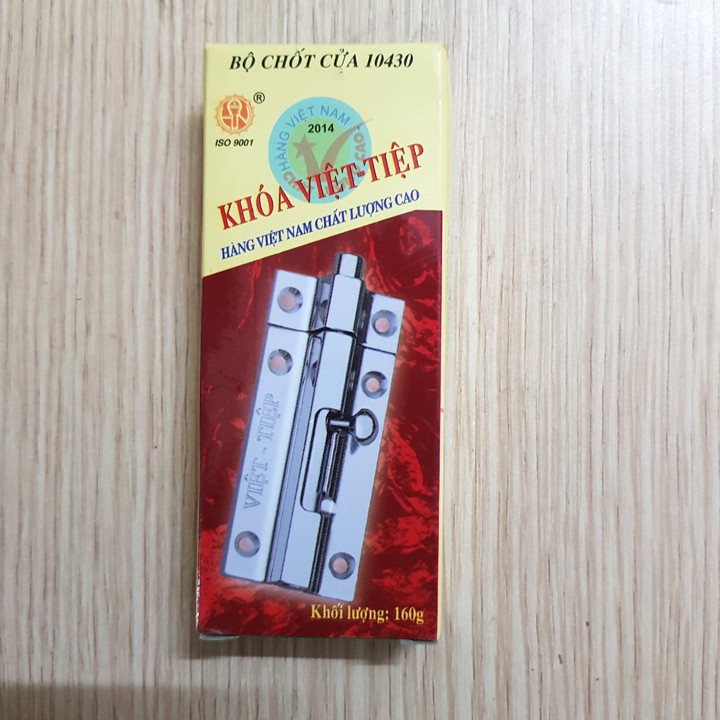 BỘ CHỐT CỬA 10430
®
ISO 9001
HÀNG VIỆT NAM
2014
CAO
KHÓA VIỆT-TIỆP
HÀNG VIỆT NAM CHẤT LƯỢNG CAO
VIỆT - TIỆP
Khối lượng: 160g